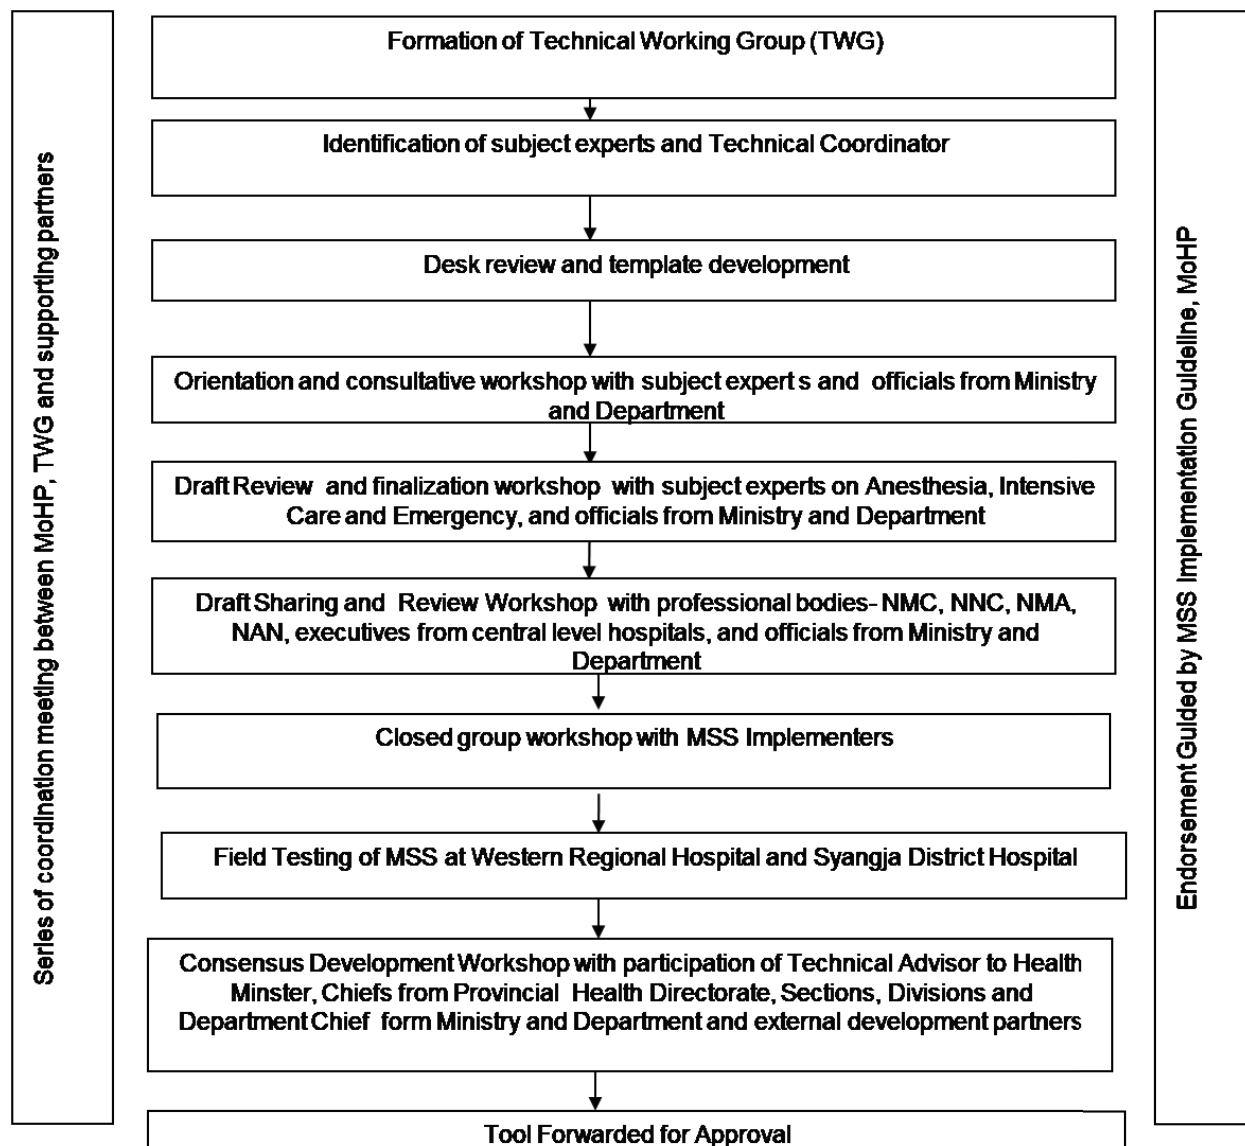 Series of coordination meeting between MoHP, TWG and supporting partners
Formation of Technical Working Group (TWG)
Identification of subject experts and Technical Coordinator
Desk review and template development
Orientation and consultative workshop with subject expert s and officials from Ministry
and Department
Draft Review and finalization workshop with subject experts on Anesthesia, Intensive
Care and Emergency, and officials from Ministry and Department
Draft Sharing and Review Workshop with professional bodies- NMC, NNC, NMA,
NAN, executives from central level hospitals, and officials from Ministry and
Department
Closed group workshop with MSS Implementers
Field Testing of MSS at Western Regional Hospital and Syangja District Hospital
Consensus Development Workshop with participation of Technical Advisor to Health
Minster, Chiefs from Provincial Health Directorate, Sections, Divisions and
Department Chief form Ministry and Department and external development partners
Tool Forwarded for Approval
Endorsement Guided by MSS Implementation Guideline, MoHP